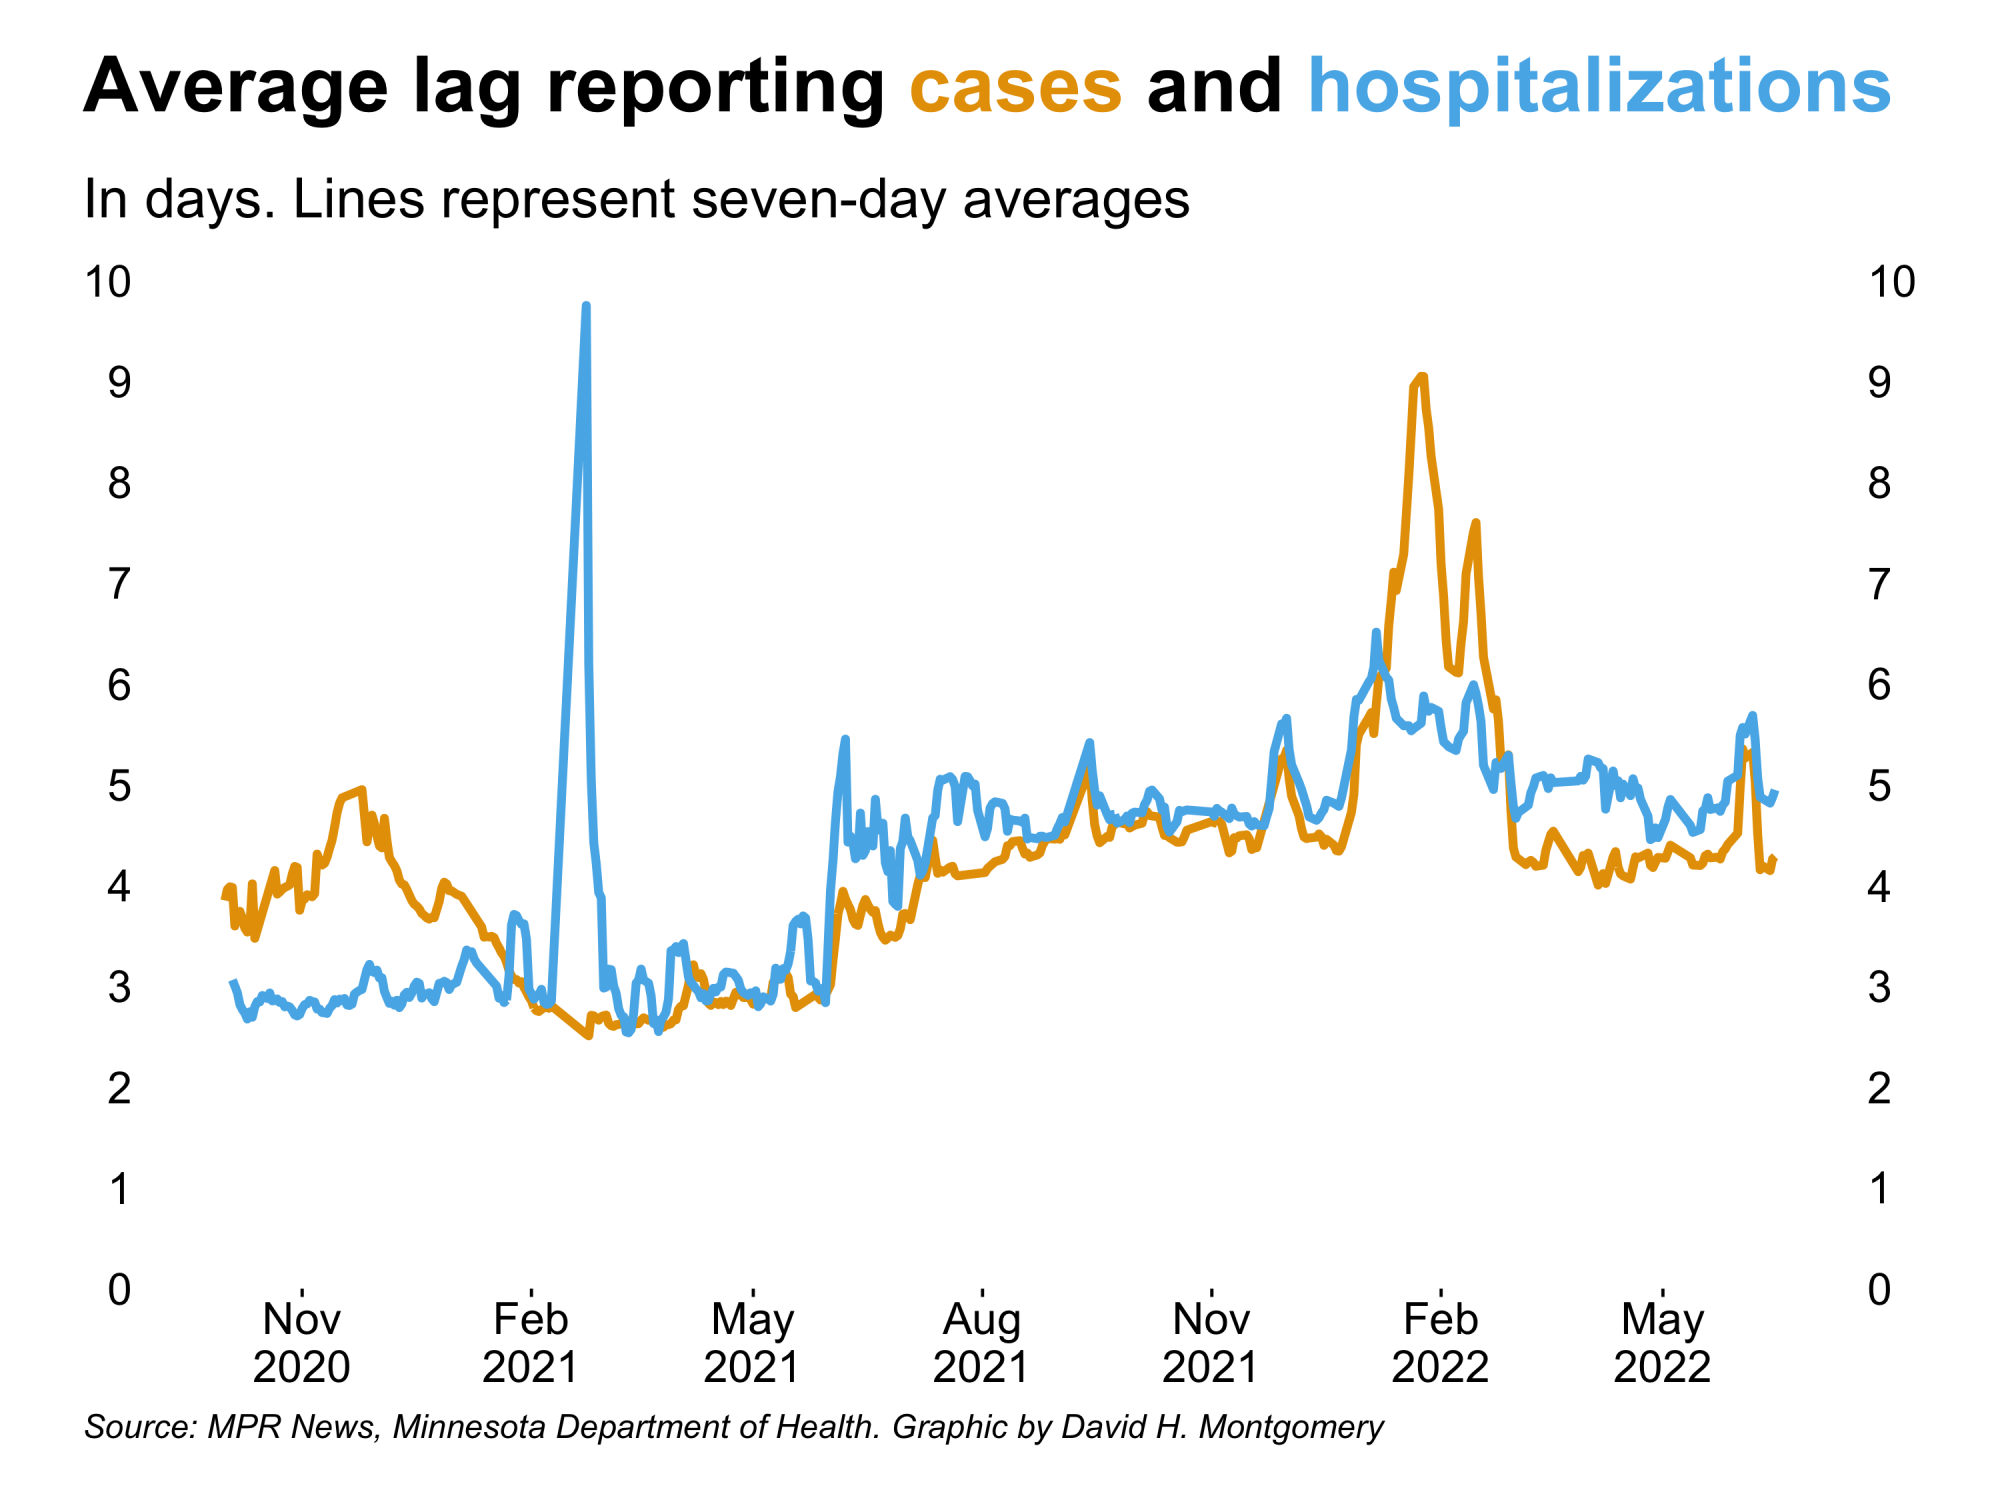 Average lag reporting cases and hospitalizations
In days. Lines represent seven-day averages
10 10
9 9
8 8
7 7
6 6
5 5
4 4
3 3
2 2
1 1
0 0
Nov Feb May Aug Nov Feb May
2020 2021 2021 2021 2021 2022 2022
Source: MPR News, Minnesota Department of Health. Graphic by David H. Montgomery